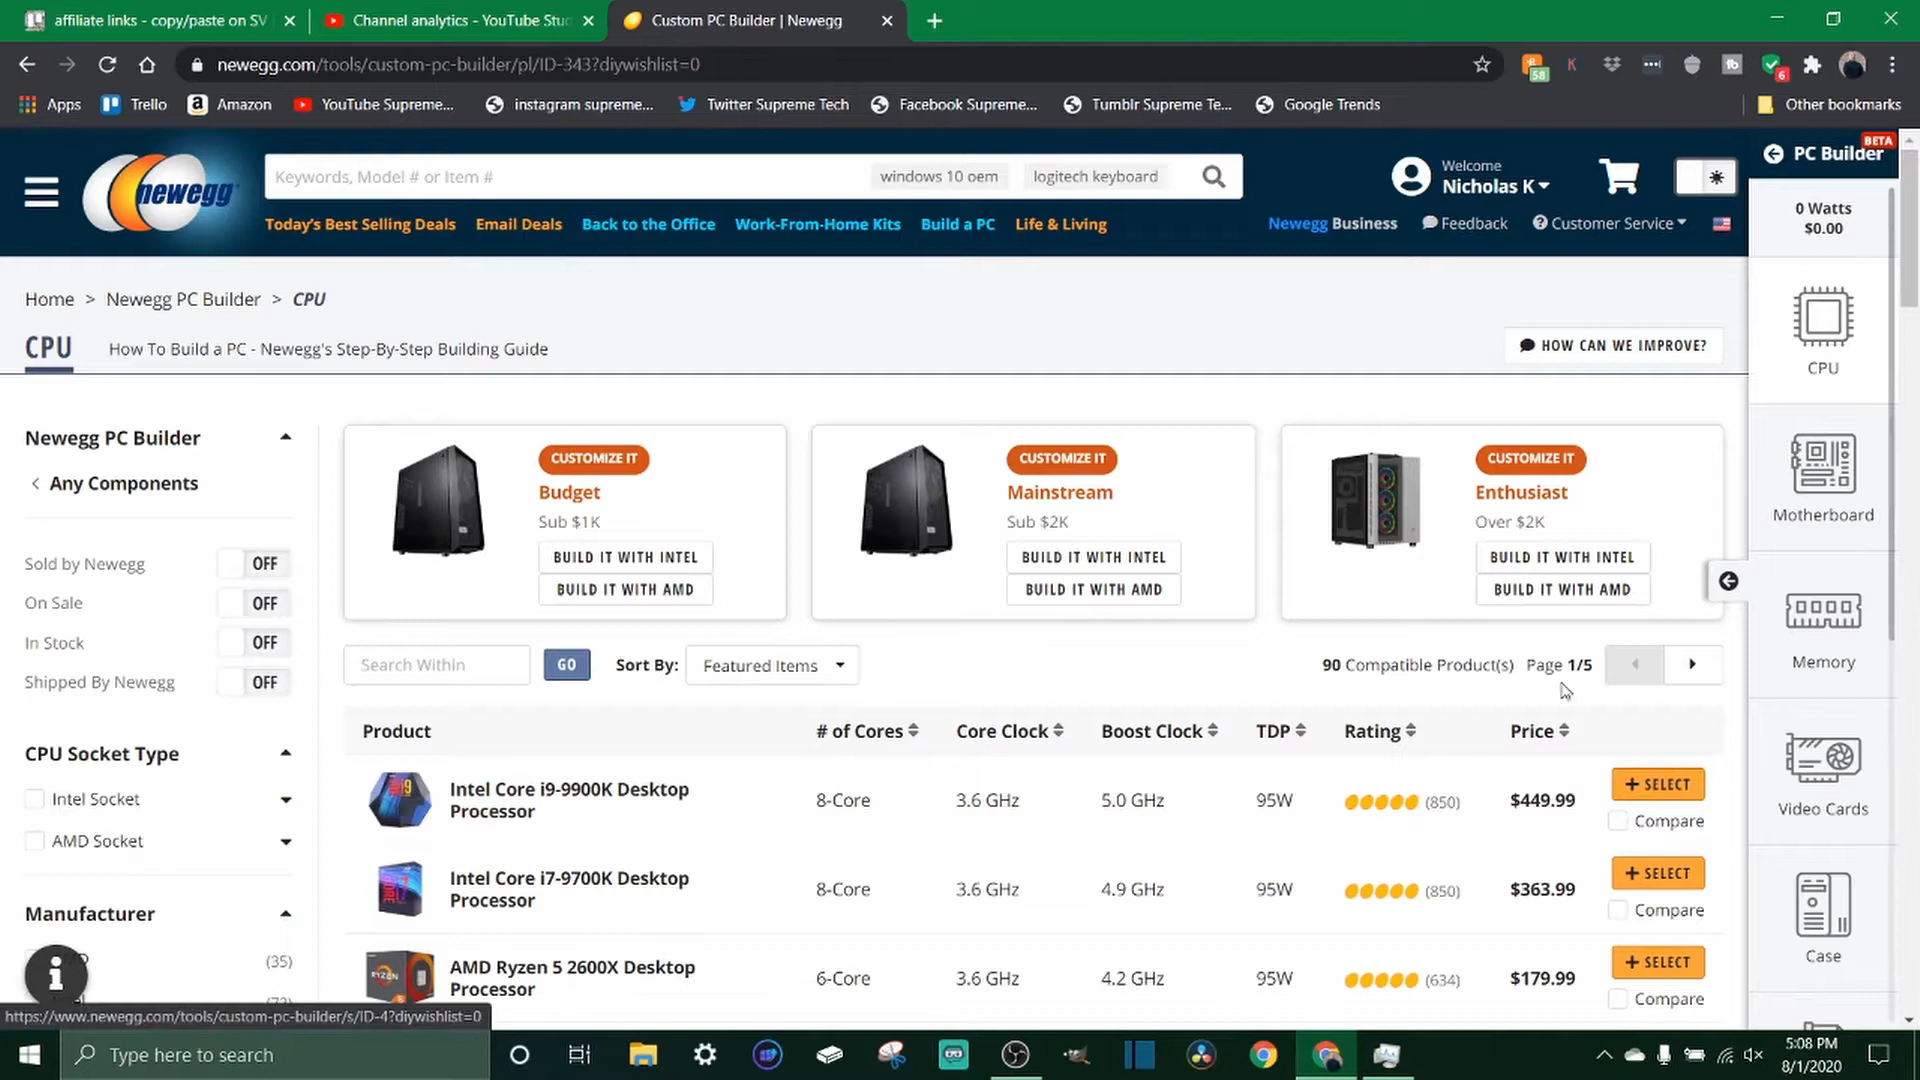 affiliate links - copy/paste on SV
Channel analytics - YouTube Stud
Custom PC Builder | Newegg
newegg.com/tools/custom-pc-builder/pl/ID-343?diywishlist=0
58
K
6
Apps
Trello
Amazon
YouTube Supreme...
instagram supreme...
Twitter Supreme Tech
Facebook Supreme...
Tumblr Supreme Te...
Google Trends
Other bookmarks
newegg
Keywords, Model # or Item #
windows 10 oem
logitech keyboard
Welcome
Nicholas K
BETA
PC Builder
Today's Best Selling Deals
Email Deals
Back to the Office
Work-From-Home Kits
Build a PC
Life & Living
Newegg Business
Feedback
Customer Service
0 Watts
$0.00
Home > Newegg PC Builder > CPU
CPU
How To Build a PC - Newegg's Step-By-Step Building Guide
HOW CAN WE IMPROVE?
CPU
Motherboard
Memory
Video Cards
Case
Newegg PC Builder
Any Components
Sold by Newegg OFF
On Sale OFF
In Stock OFF
Shipped By Newegg OFF
CPU Socket Type
Intel Socket
AMD Socket
Manufacturer
(35)
CUSTOMIZE IT
Budget
Sub $1K
BUILD IT WITH INTEL
BUILD IT WITH AMD
CUSTOMIZE IT
Mainstream
Sub $2K
BUILD IT WITH INTEL
BUILD IT WITH AMD
CUSTOMIZE IT
Enthusiast
Over $2K
BUILD IT WITH INTEL
BUILD IT WITH AMD
Search Within
GO
Sort By:
Featured Items
90 Compatible Product(s)
Page 1/5
Product # of Cores Core Clock Boost Clock TDP Rating Price
Intel Core i9-9900K Desktop
Processor
8-Core 3.6 GHz 5.0 GHz 95W (850) $449.99
+ SELECT
Compare
Intel Core i7-9700K Desktop
Processor
8-Core 3.6 GHz 4.9 GHz 95W (850) $363.99
+ SELECT
Compare
RYZEN
AMD Ryzen 5 2600X Desktop
Processor
6-Core 3.6 GHz 4.2 GHz 95W (634) $179.99
+ SELECT
Compare
https://www.newegg.com/tools/custom-pc-builder/s/ID-4?diywishlist=0
Type here to search
5:08 PM
8/1/2020